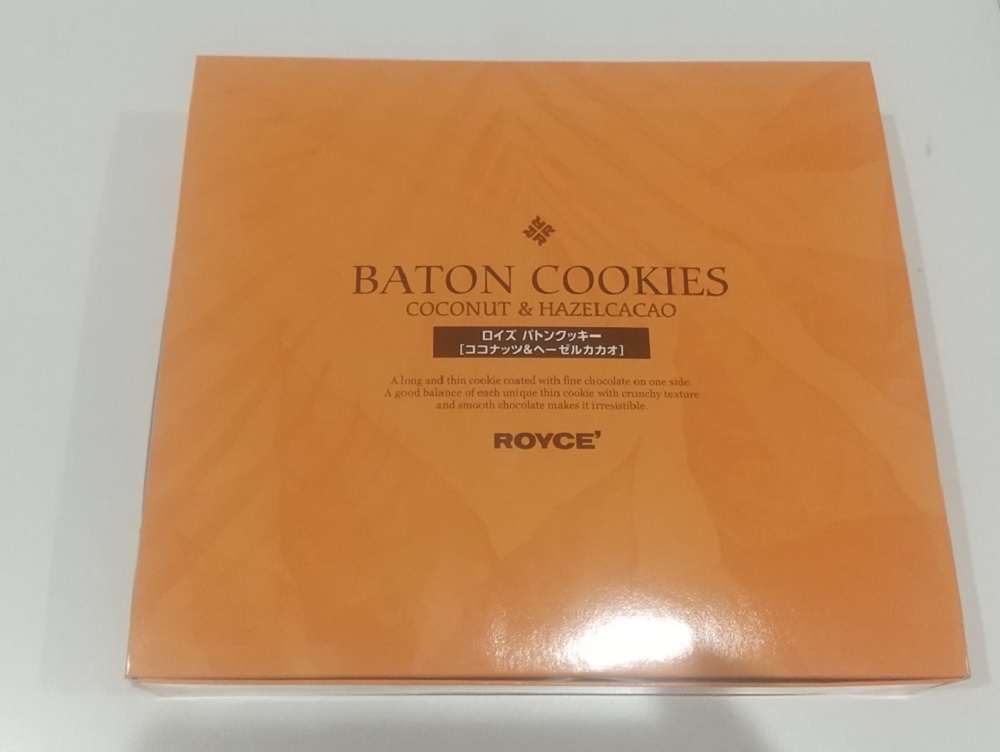 BATON COOKIES
COCONUT & HAZELCACAO
ロイズ バトンクッキー
[ココナッツ&ヘーゼルカカオ]
A long and thin cookie coated with fine chocolate on one side.
A good balance of each unique thin cookie with crunchy texture
and smooth chocolate makes it irresistible.
ROYCE'